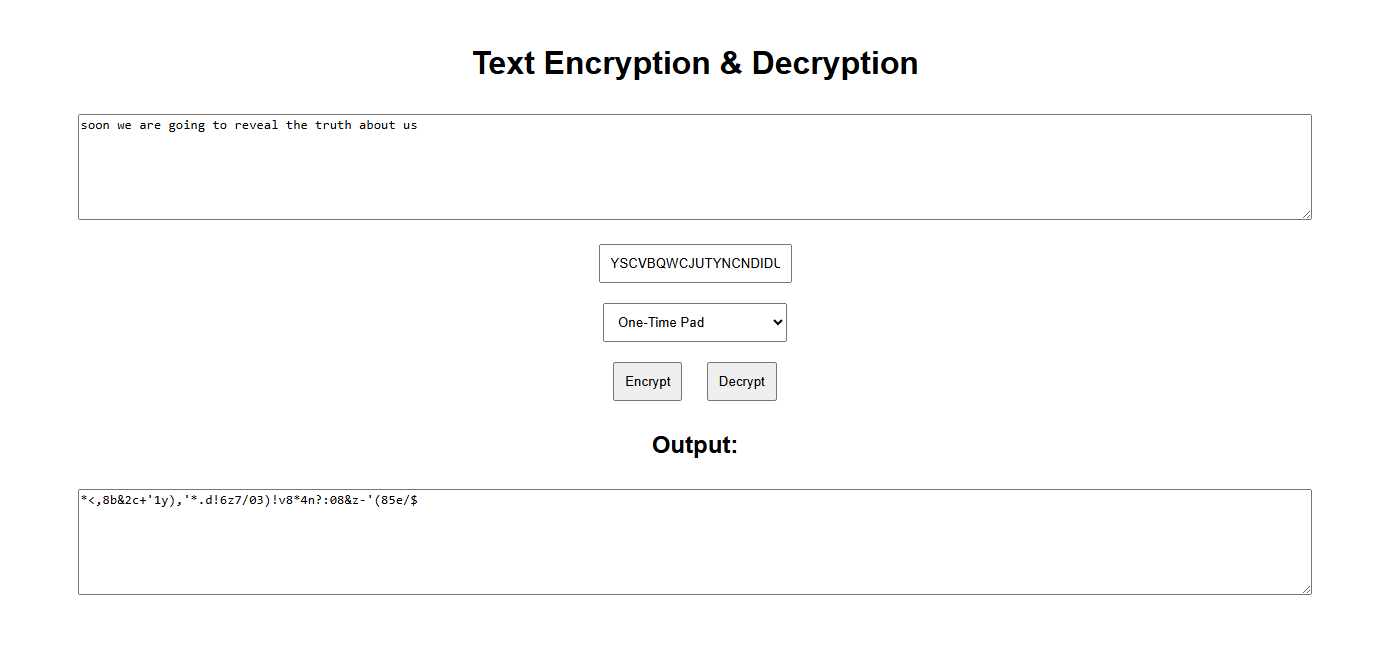 Text Encryption & Decryption
soon we are going to reveal the truth about us
YSCVBQWCJUTYNCNDIDU
One-Time Pad
Encrypt
Decrypt
Output:
*<,8b&2c+'1y),'*.d!6z7/03)!v8*4n?:08&z-'(85e/$